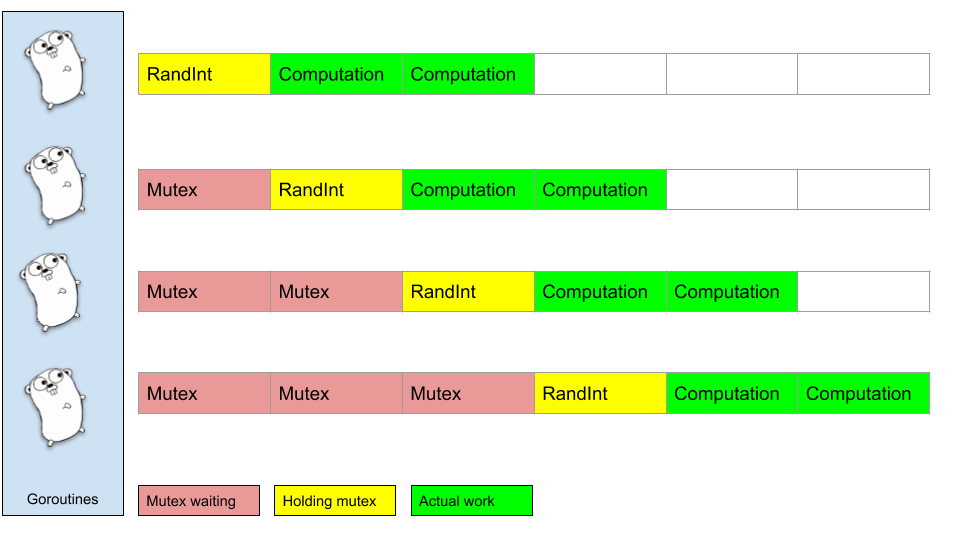 RandInt Computation Computation
Mutex RandInt Computation Computation
Mutex Mutex RandInt Computation Computation
Mutex Mutex Mutex RandInt Computation Computation
Goroutines Mutex waiting Holding mutex Actual work